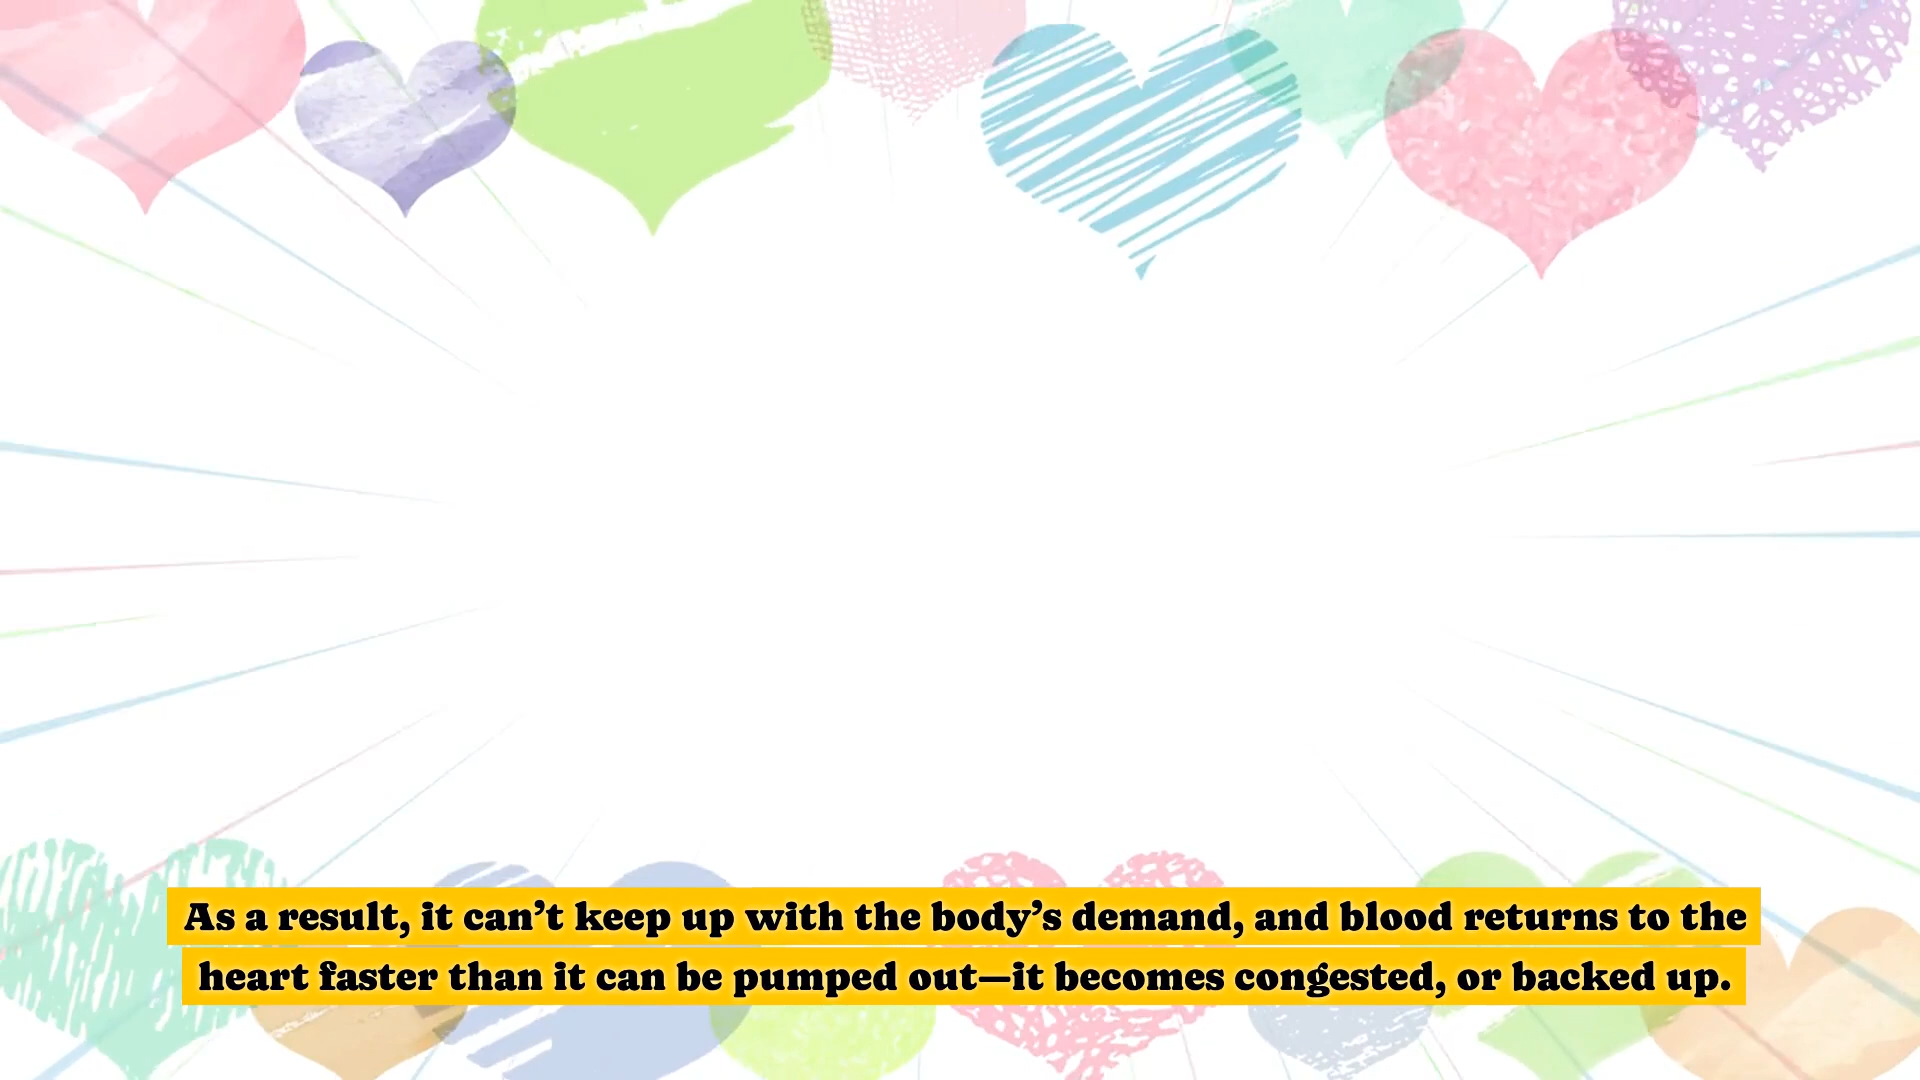 As a result, it can’t keep up with the body’s demand, and blood returns to the
heart faster than it can be pumped out—it becomes congested, or backed up.